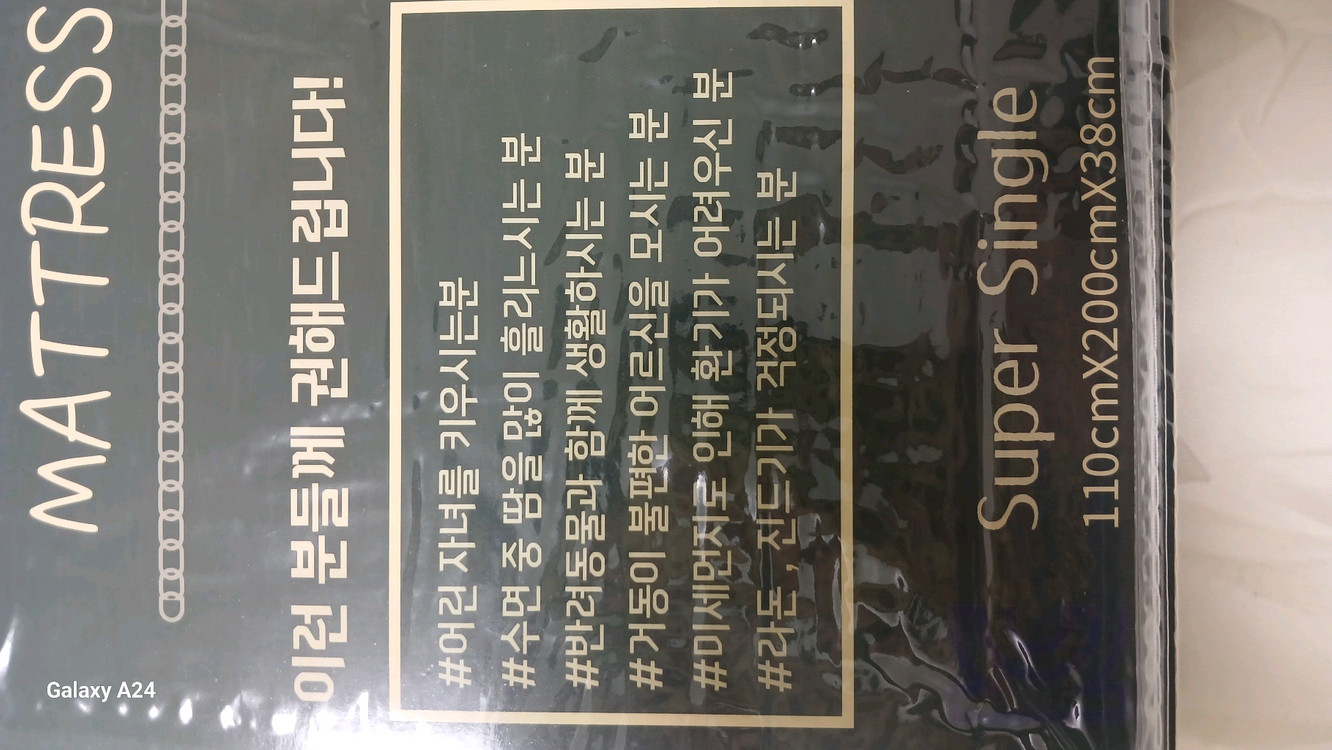 MATTRESS
이런 분들께 권해드립니다!
#어린 자녀를 키우시는분
#수면 중 땀을 많이 흘리느시는 분
#반려동물과 함께 생활하시는 분
#거동이 불편한 어르신을 모시는 분
#미세먼지로 인해 환기가 어려우신 분
#라돈, 진드기가 걱정되시는 분
Super Single
110cmX200cmX38cm
Galaxy A24